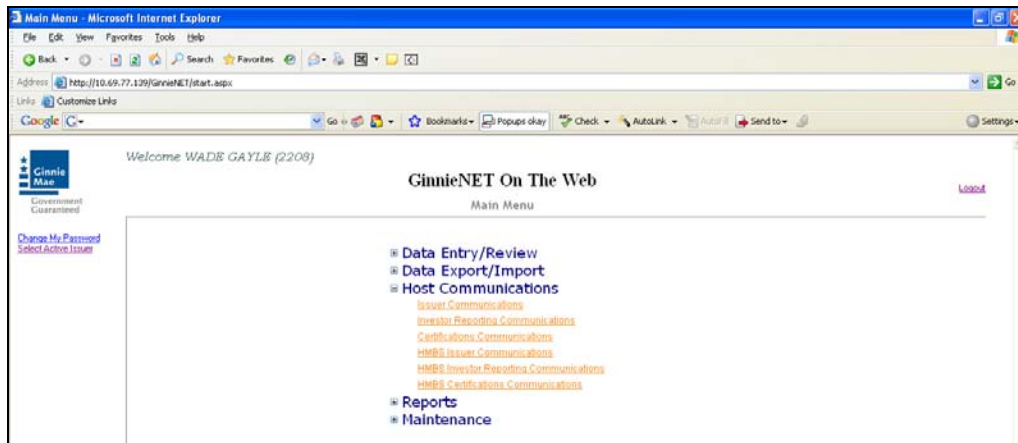 Main Menu - Microsoft Internet Explorer
File Edit View Favorites Tools Help
Back Search Favorites
Address http://10.69.77.139/GinnieNET/start.aspx Go
Links Customize Links
Google G Go Bookmarks Popups okay Check AutoLink AutoFill Send to Settings
Welcome WADE GAYLE (2208)
Ginnie Mae
Government Guaranteed
GinnieNET On The Web
Logout
Main Menu
Change My Password
Select Active Issuer
Data Entry/Review
Data Export/Import
Host Communications
Issuer Communications
Investor Reporting Communications
Certifications Communications
HMBS Issuer Communications
HMBS Investor Reporting Communications
HMBS Certifications Communications
Reports
Maintenance